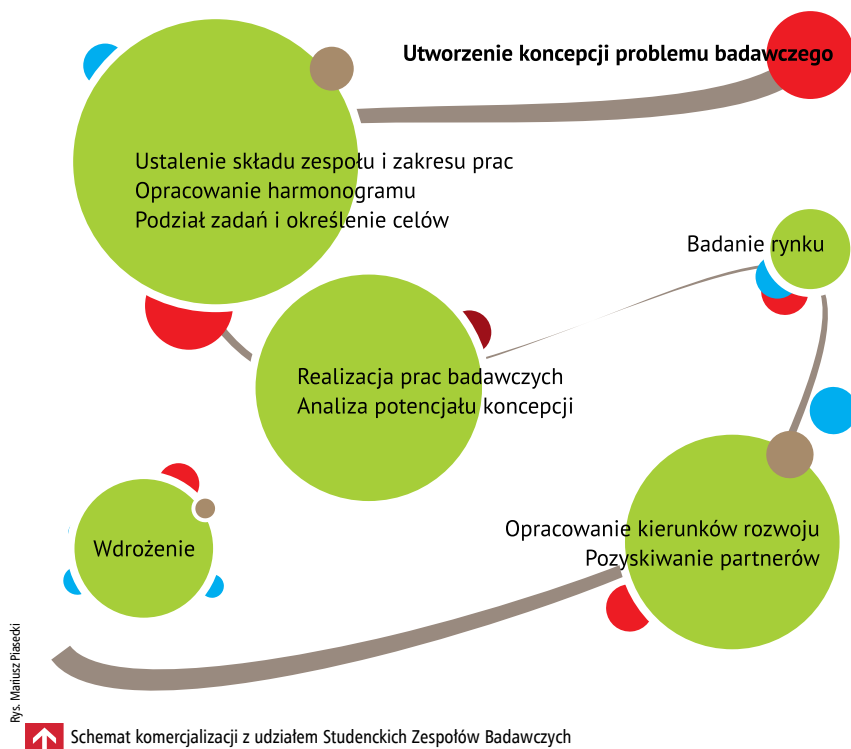 Utworzenie koncepcji problemu badawczego
Ustalenie składu zespołu i zakresu prac
Opracowanie harmonogramu
Podział zadań i określenie celów
Badanie rynku
Realizacja prac badawczych
Analiza potencjału koncepcji
Opracowanie kierunków rozwoju
Pozyskiwanie partnerów
Wdrożenie
Rys. Mariusz Piasecki
Schemat komercjalizacji z udziałem Studenckich Zespołów Badawczych